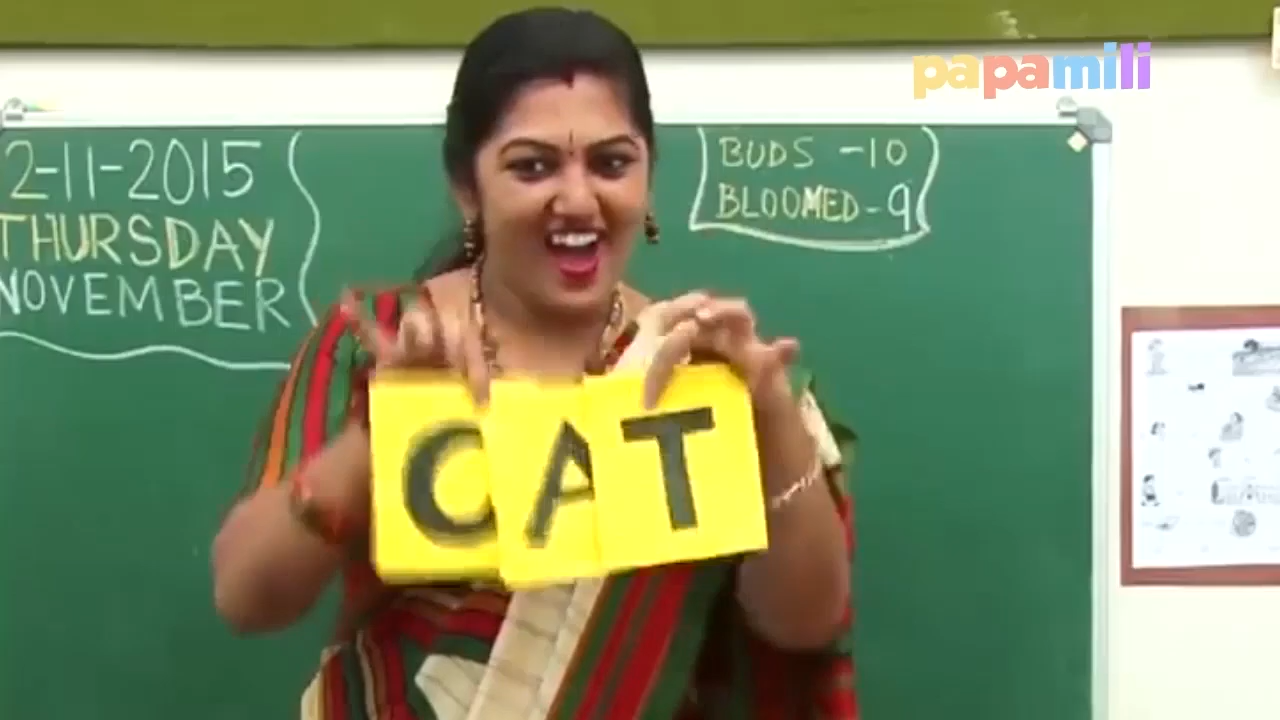 papamili
2-11-2015
THURSDAY
NOVEMBER
BUDS -10
BLOOMED-9
CAT